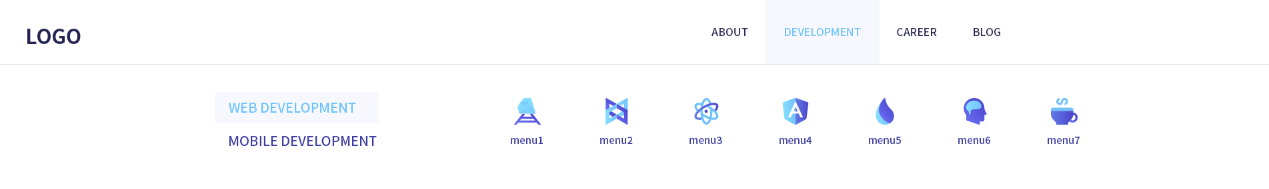 LOGO
ABOUT
DEVELOPMENT
CAREER
BLOG
WEB DEVELOPMENT
MOBILE DEVELOPMENT
menu1
menu2
menu3
menu4
menu5
menu6
menu7